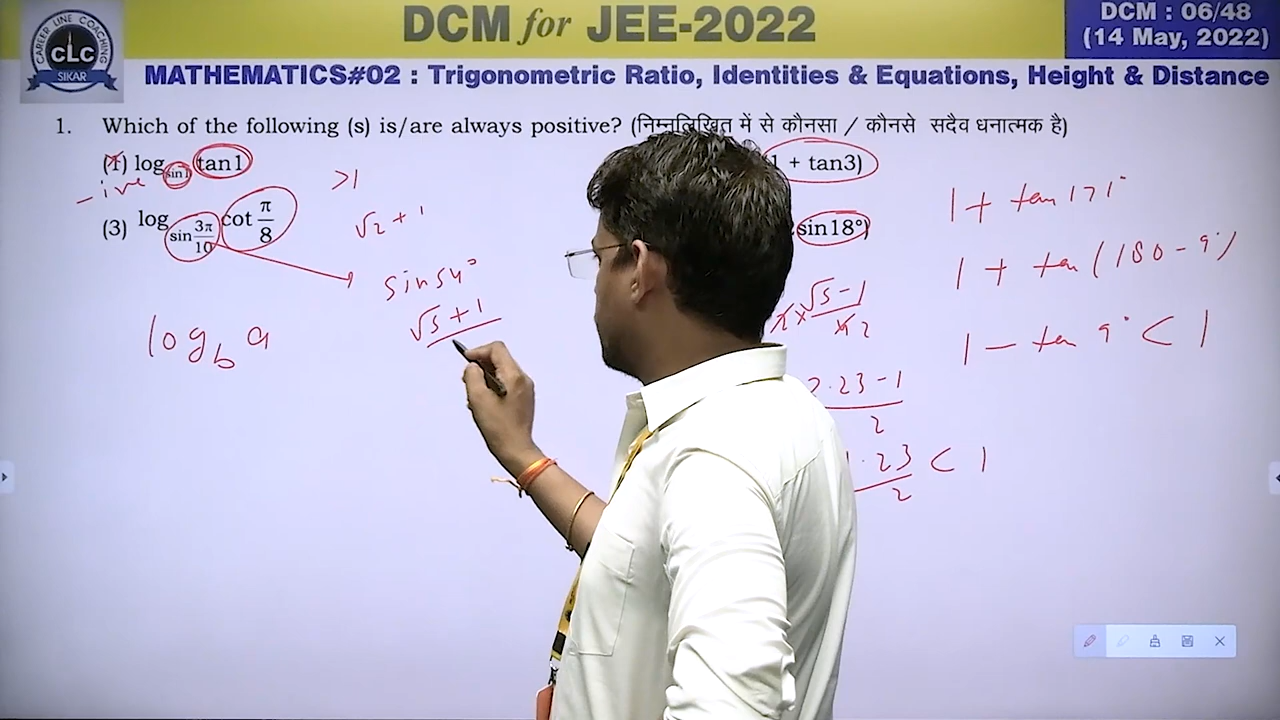 DCM for JEE-2022
DCM : 06/48
(14 May, 2022)
CAREER LINE COACHING
CLC
SIKAR
MATHEMATICS#02 : Trigonometric Ratio, Identities & Equations, Height & Distance
1. Which of the following (s) is/are always positive? (निम्नलिखित में से कौनसा / कौनसे सदैव धनात्मक है)
(1) log sin1 tan1
1 + tan3)
-ive
>1
√2 + 1
(3) log sin 3π/10 cot π/8
sin18°)
sin54°
√5 + 1
log b a
2 × √5 - 1 / 4 2
2.23 - 1 / 2
1.23 / 2 < 1
1 + tan 171°
1 + tan (180 - 9°)
1 - tan 9° < 1